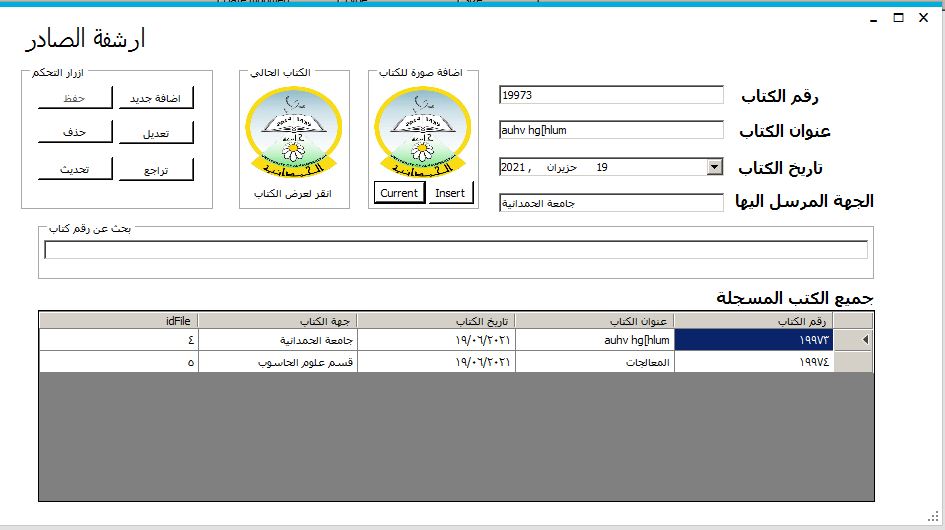 ارشفة الصادر
رقم الكتاب
19973
عنوان الكتاب
auhv hg[hlum
تاريخ الكتاب
19 حزيران , 2021
الجهة المرسل اليها
جامعة الحمدانية
اضافة صورة للكتاب
Current
Insert
الكتاب الحالي
انقر لعرض الكتاب
ازرار التحكم
اضافة جديد
حفظ
تعديل
حذف
تراجع
تحديث
بحث عن رقم كتاب
جميع الكتب المسجلة
رقم الكتاب عنوان الكتاب تاريخ الكتاب جهة الكتاب idFile
١٩٩٧٣ auhv hg[hlum ١٩/٠٦/٢٠٢١ جامعة الحمدانية ٤
١٩٩٧٤ المعالجات ١٩/٠٦/٢٠٢١ قسم علوم الحاسوب ٥